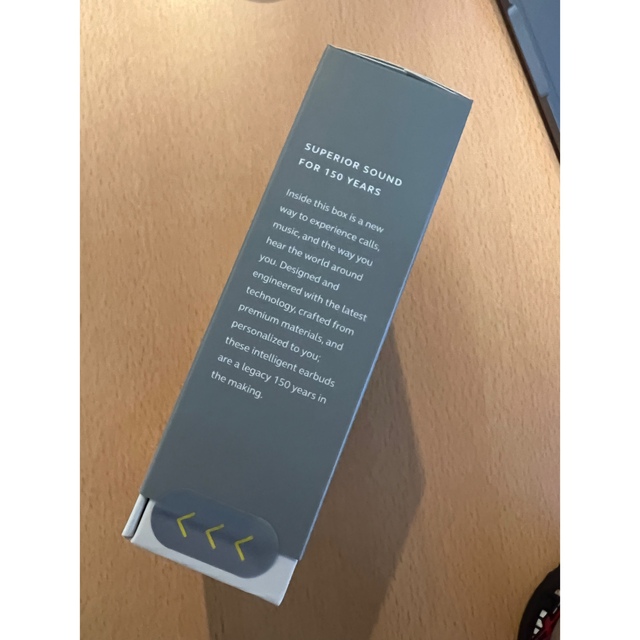 SUPERIOR SOUND
FOR 150 YEARS
Inside this box is a new
way to experience calls,
music, and the way you
hear the world around
you. Designed and
engineered with the latest
technology, crafted from
premium materials, and
personalized to you;
these intelligent earbuds
are a legacy 150 years in
the making.